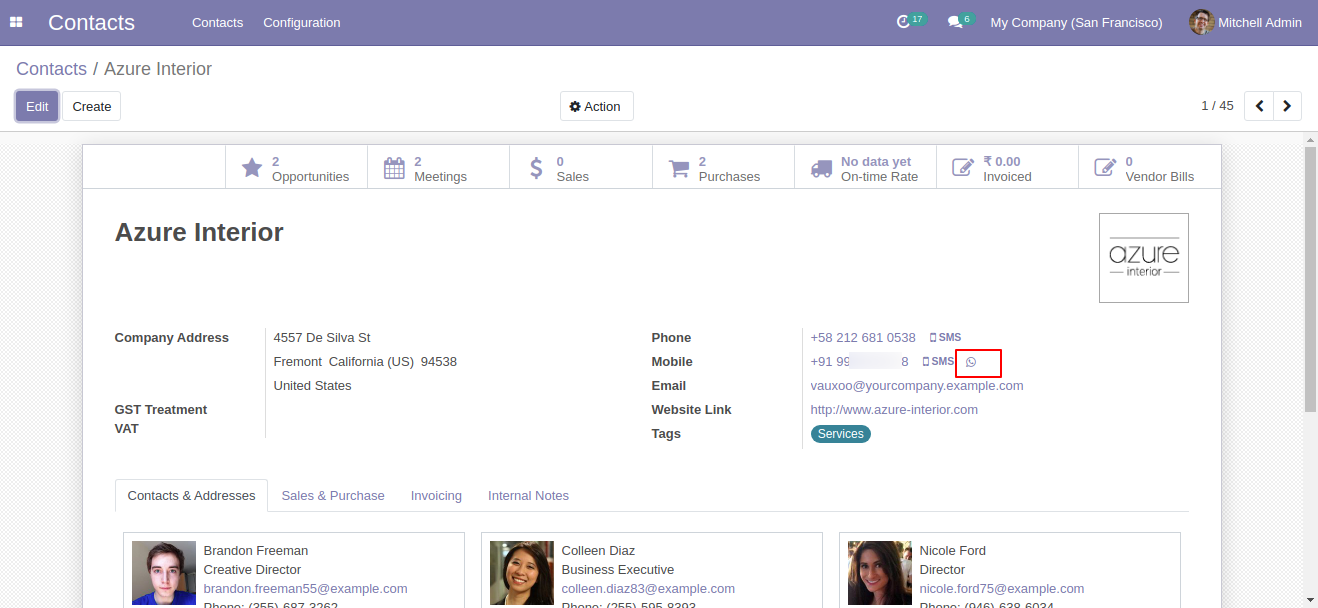 Contacts Contacts Configuration 17 6 My Company (San Francisco) Mitchell Admin
Contacts / Azure Interior
Edit Create Action 1 / 45
2 Opportunities
2 Meetings
$ 0 Sales
2 Purchases
No data yet On-time Rate
₹ 0.00 Invoiced
0 Vendor Bills
Azure Interior
azure
interior
Company Address
4557 De Silva St
Fremont California (US) 94538
United States
GST Treatment
VAT
Phone +58 212 681 0538 SMS
Mobile +91 99 8 SMS
Email vauxoo@yourcompany.example.com
Website Link http://www.azure-interior.com
Tags Services
Contacts & Addresses Sales & Purchase Invoicing Internal Notes
Brandon Freeman
Creative Director
brandon.freeman55@example.com
Phone: (355)-687-3262
Colleen Diaz
Business Executive
colleen.diaz83@example.com
Phone: (255)-595-8393
Nicole Ford
Director
nicole.ford75@example.com
Phone: (946)-638-6034